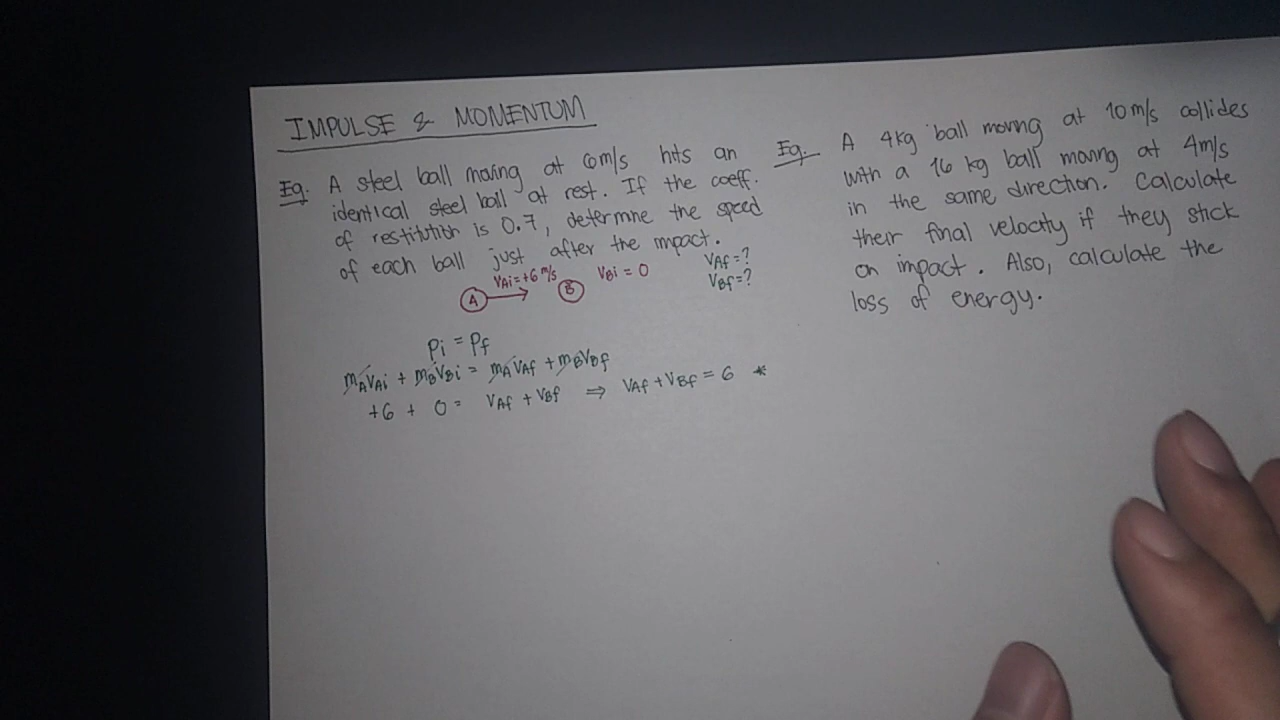 IMPULSE & MOMENTUM
Eg. A steel ball moving at 6m/s hits an
identical steel ball at rest. If the coeff.
of restitution is 0.7, determine the speed
of each ball just after the impact.
vAi=+6 m/s
vBi = 0
vAf=?
vBf=?
A
B
pi = pf
mAvAi + mBvBi = mAvAf + mBvBf
+6 + 0 = vAf + vBf ⇒ vAf + vBf = 6 *
Eg. A 4kg ball moving at 10m/s collides
with a 16 kg ball moving at 4m/s
in the same direction. Calculate
their final velocity if they stick
on impact. Also, calculate the
loss of energy.